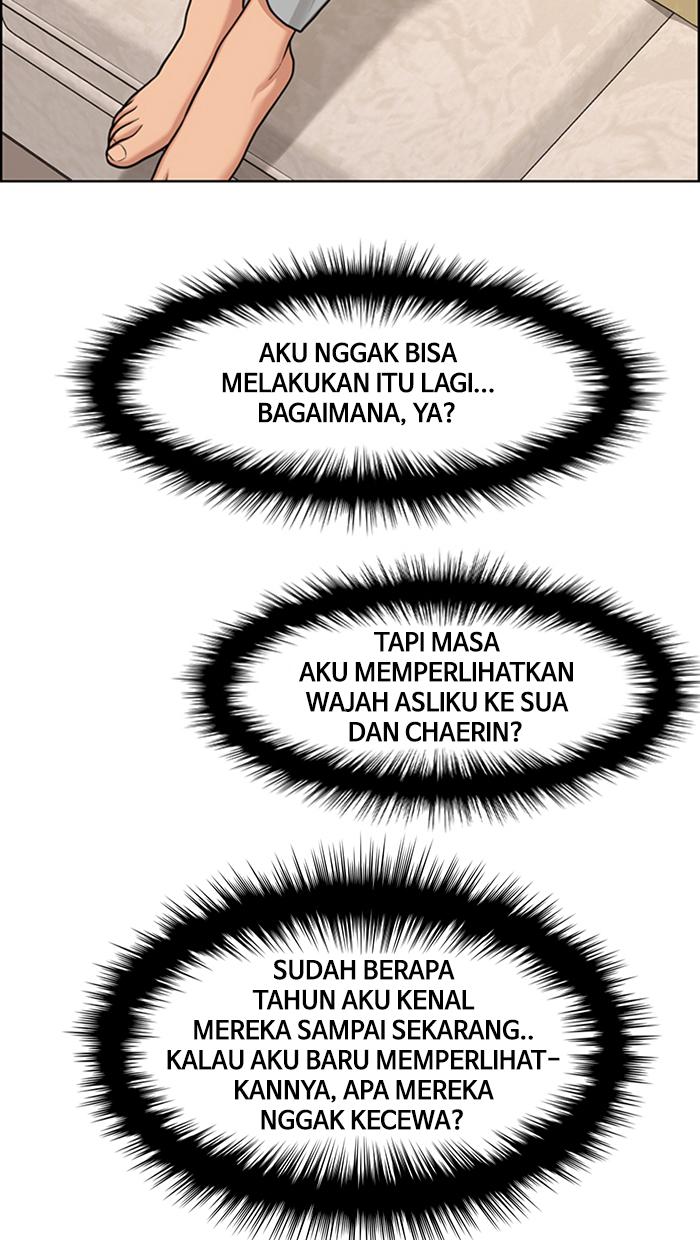 AKU NGGAK BISA
MELAKUKAN ITU LAGI...
BAGAIMANA, YA?
TAPI MASA
AKU MEMPERLIHATKAN
WAJAH ASLIKU KE SUA
DAN CHAERIN?
SUDAH BERAPA
TAHUN AKU KENAL
MEREKA SAMPAI SEKARANG..
KALAU AKU BARU MEMPERLIHAT-
KANNYA, APA MEREKA
NGGAK KECEWA?